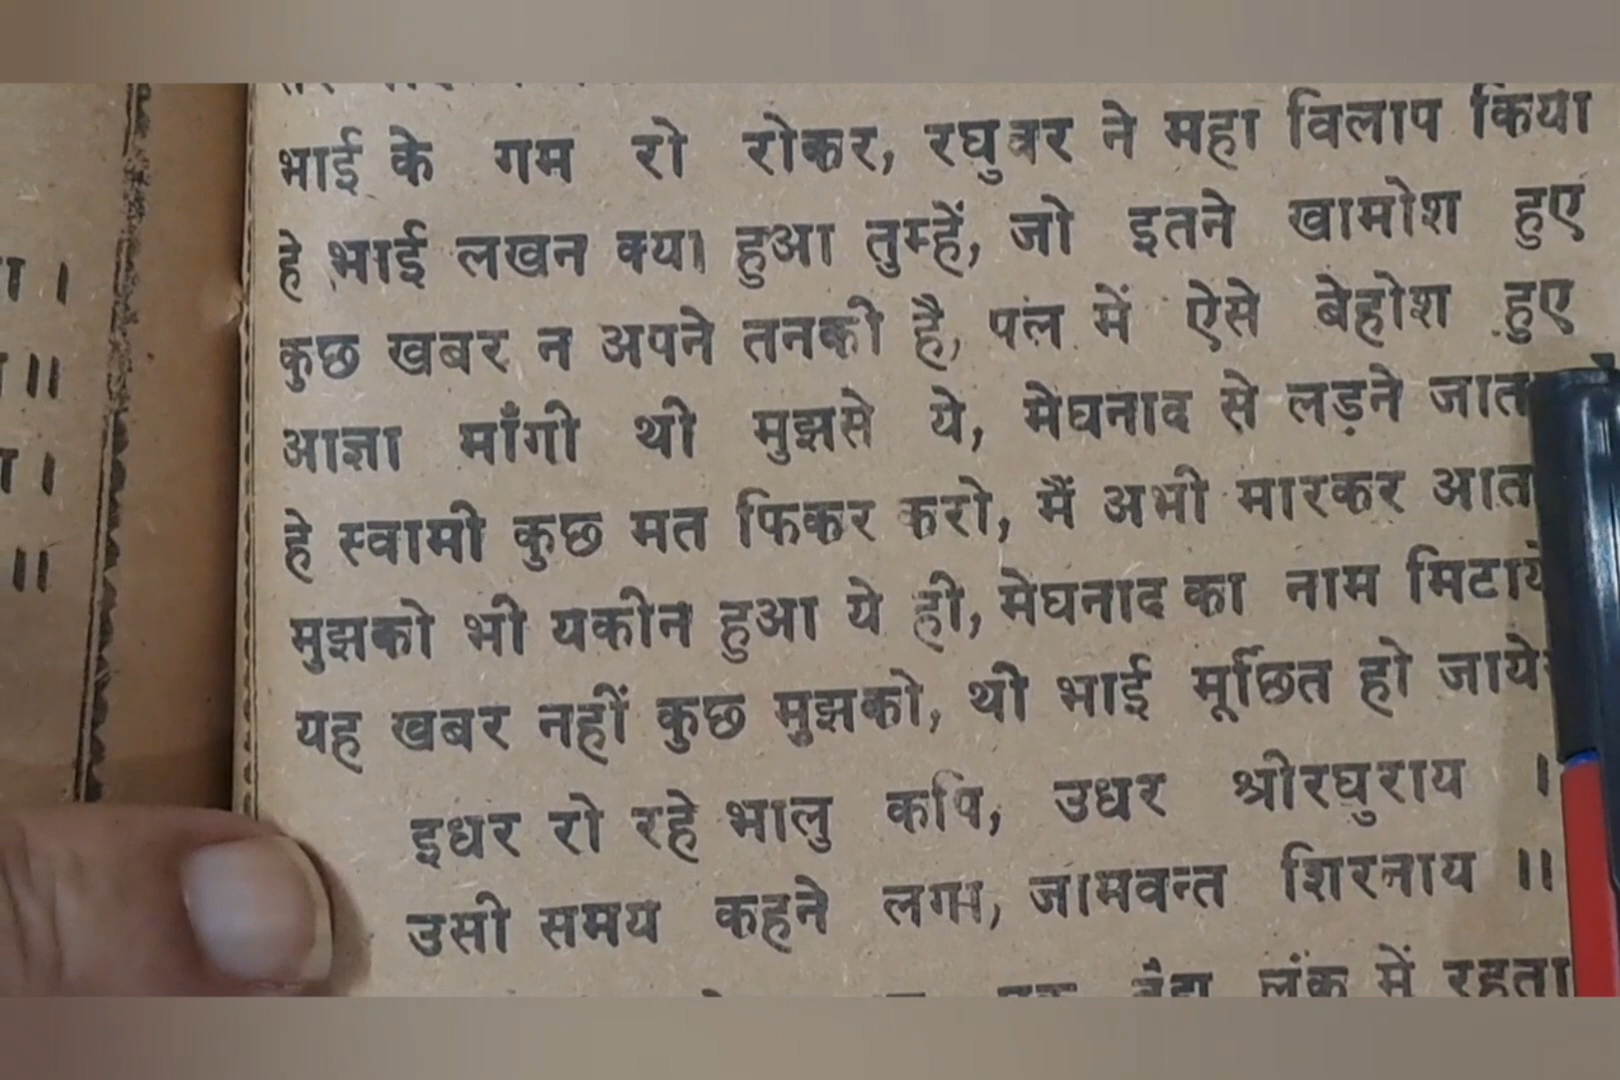 भाई के गम रो रोकर, रघुवर ने महा विलाप किया
हे भाई लखन क्या हुआ तुम्हें, जो इतने खामोश हुए
कुछ खबर न अपने तनकी है, पल में ऐसे बेहोश हुए
आज्ञा माँगी थी मुझसे ये, मेघनाद से लड़ने
हे स्वामी कुछ मत फिकर करो, मैं अभी मारकर
मुझको भी यकीन हुआ ये ही, मेघनाद का नाम
यह खबर नहीं कुछ मुझको, थी भाई मूर्छित हो
इधर रो रहे भालु कपि, उधर श्रीरघुराय ।
उसी समय कहने लगा, जामवन्त शिरनाय ॥
लंक में रहता